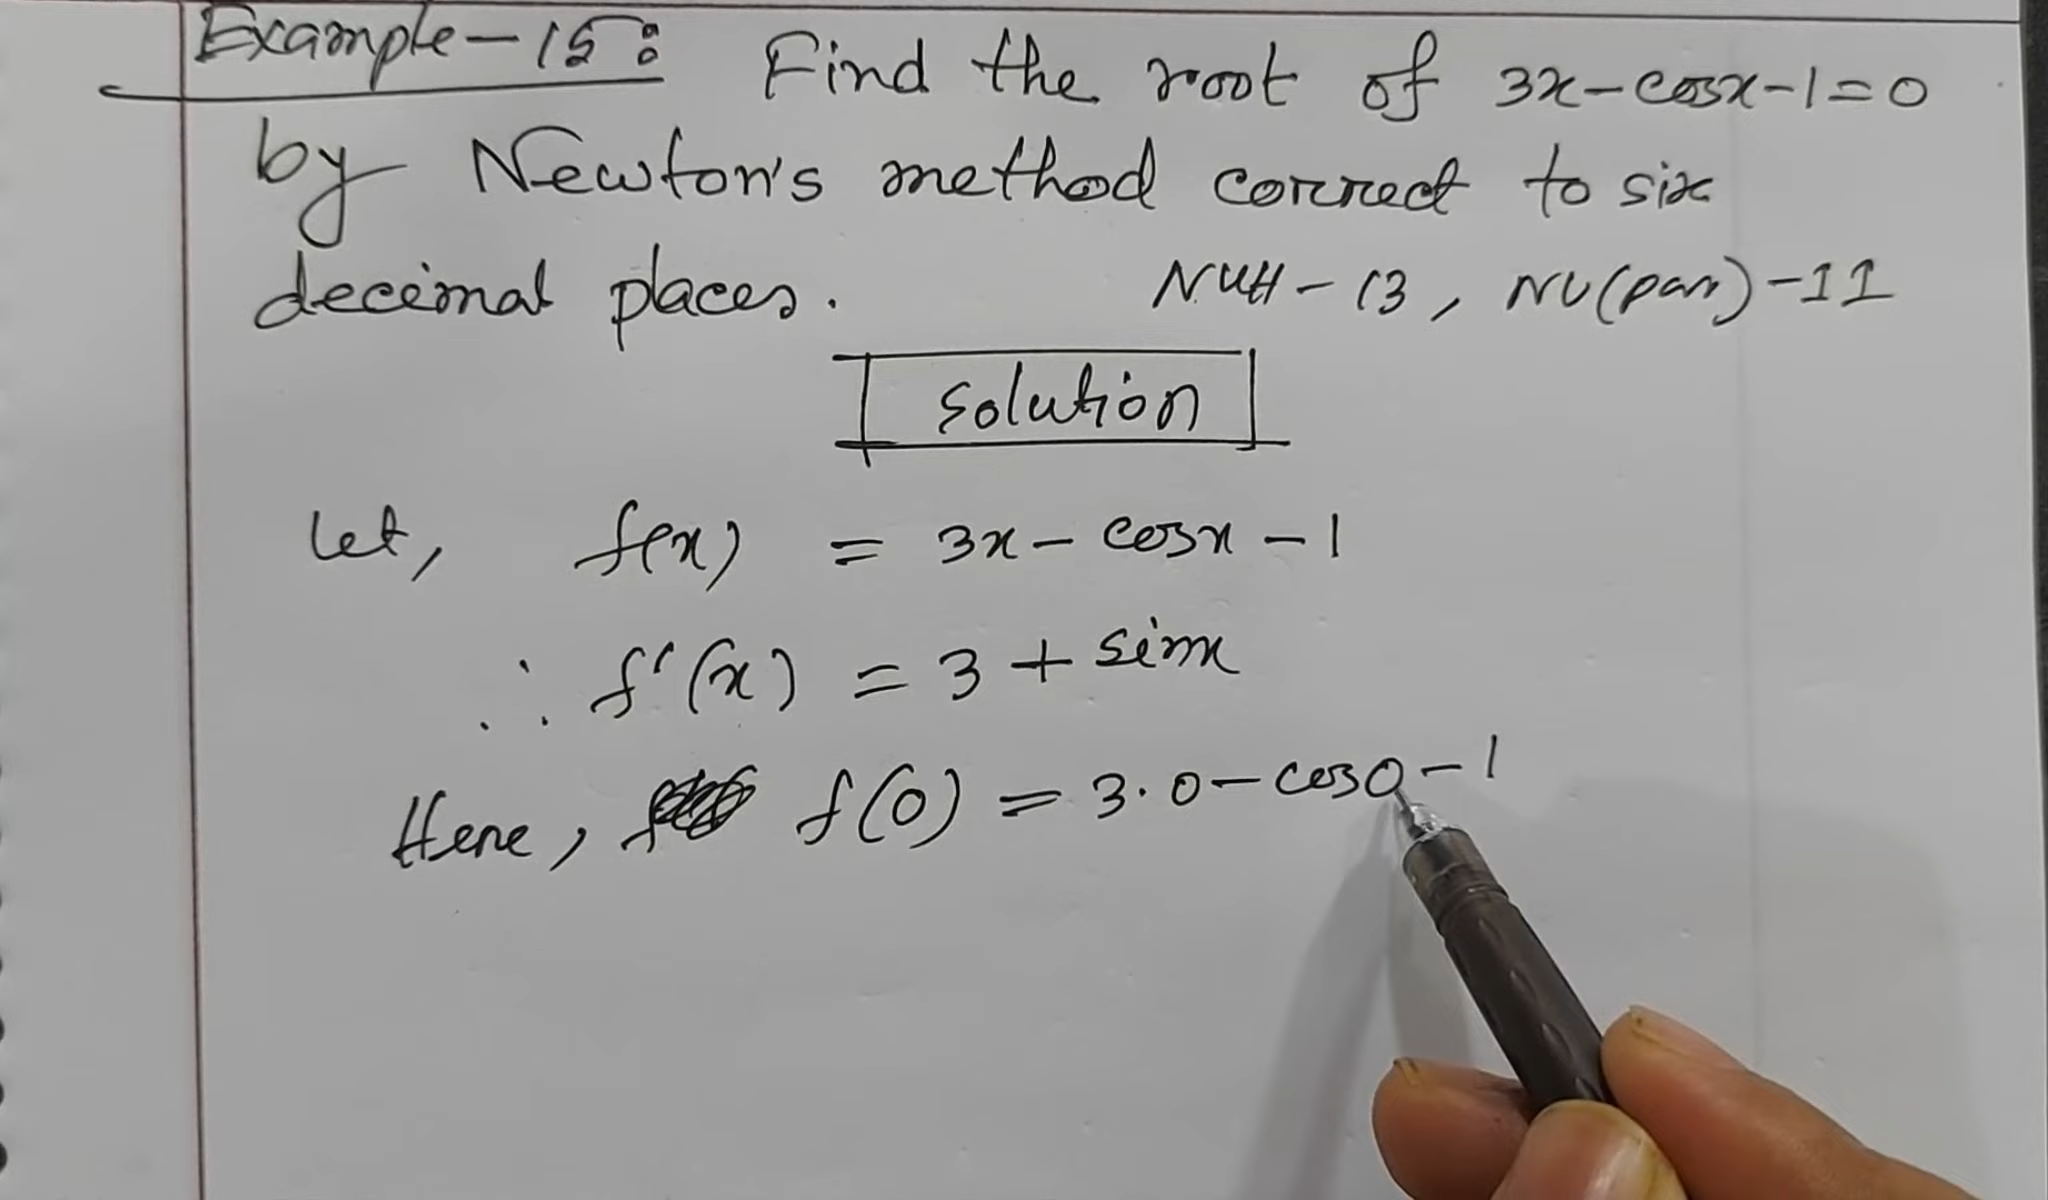 Example-15:  Find the root of 3x-cosx-1=0
by Newton's method correct to six
decimal places.  NUH-13, NU(pas)-11
Solution
Let, f(x) = 3x - cosx - 1
∴ f'(x) = 3 + sinx
Here, f(0) = 3.0 - cos0 - 1